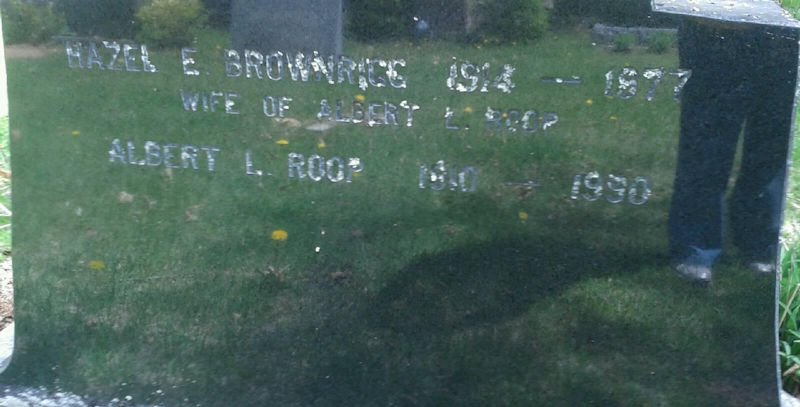 HAZEL E. BROWNRIGG 1914 — 1977
WIFE OF ALBERT L. ROOP
ALBERT L. ROOP 1910 — 1990